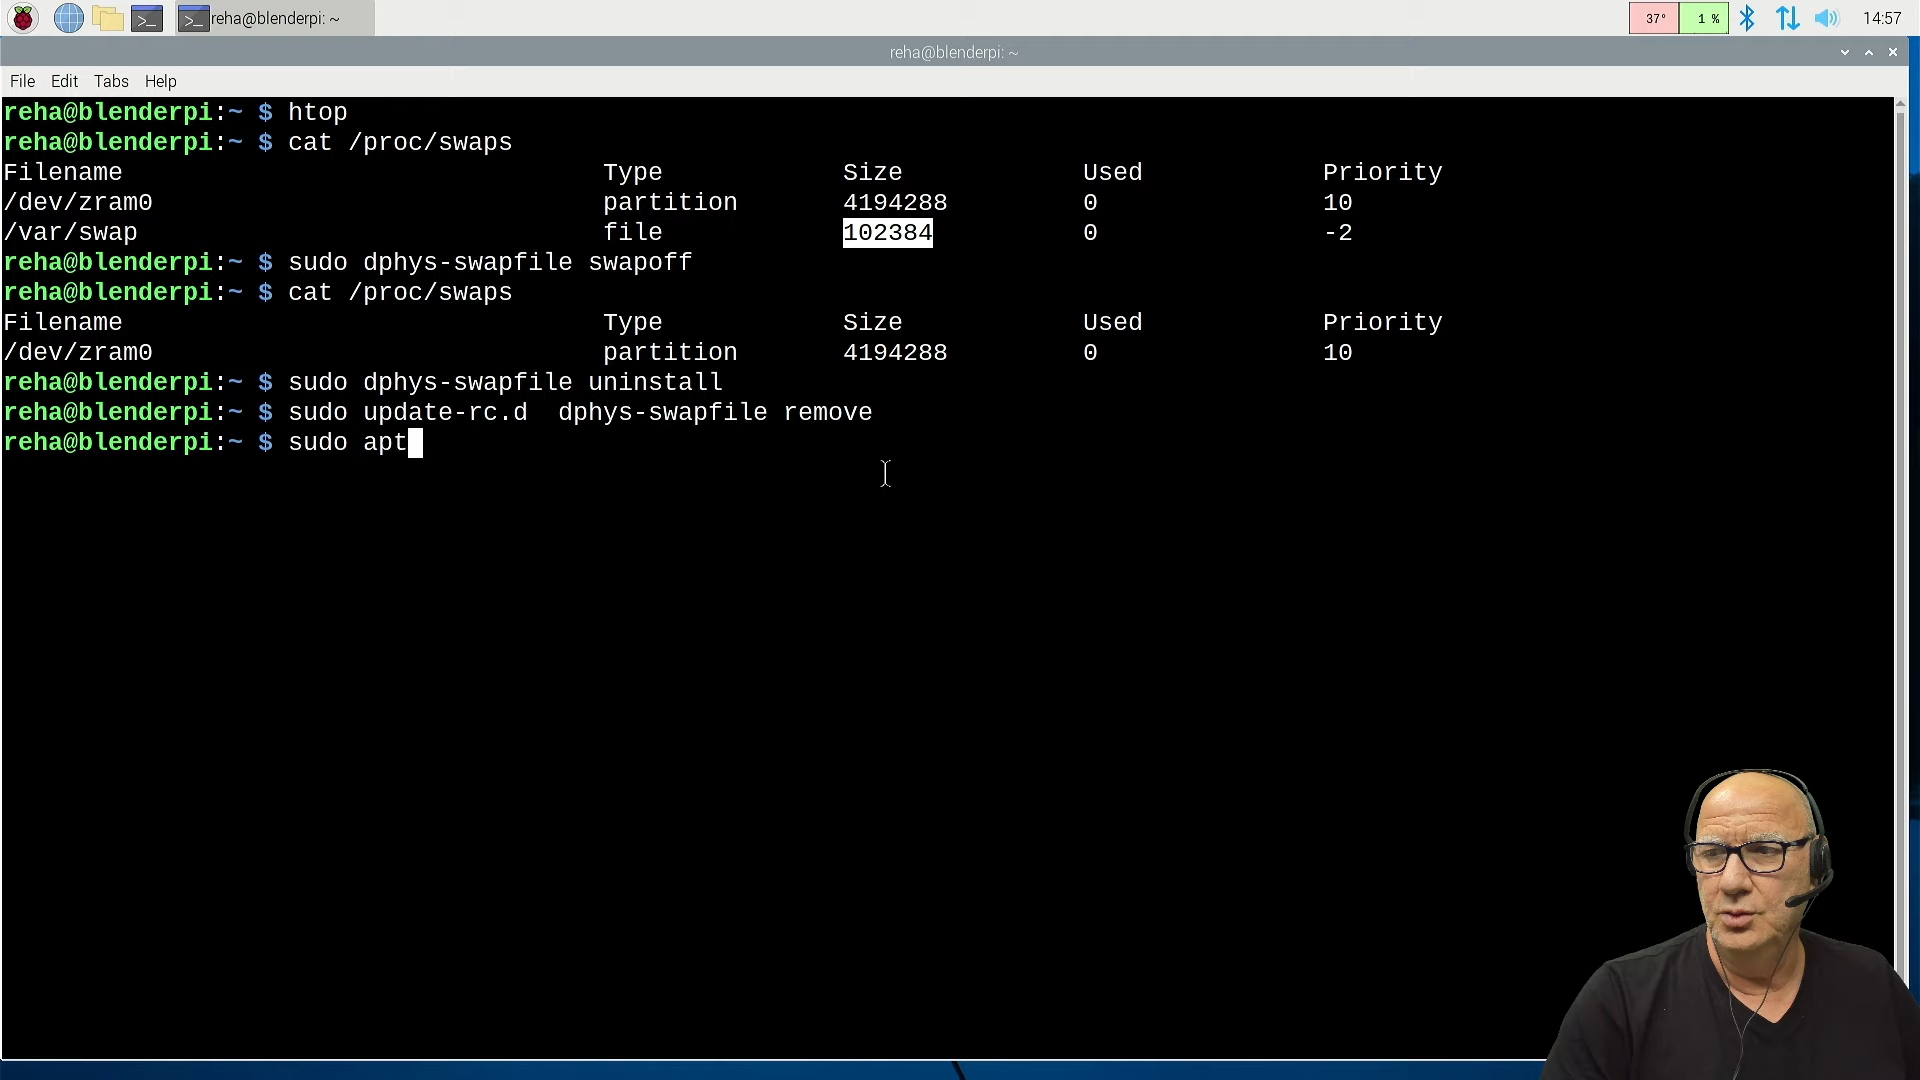 reha@blenderpi: ~
37° 1 % 14:57
reha@blenderpi: ~
File Edit Tabs Help
reha@blenderpi:~ $ htop
reha@blenderpi:~ $ cat /proc/swaps
Filename Type Size Used Priority
/dev/zram0 partition 4194288 0 10
/var/swap file 102384 0 -2
reha@blenderpi:~ $ sudo dphys-swapfile swapoff
reha@blenderpi:~ $ cat /proc/swaps
Filename Type Size Used Priority
/dev/zram0 partition 4194288 0 10
reha@blenderpi:~ $ sudo dphys-swapfile uninstall
reha@blenderpi:~ $ sudo update-rc.d  dphys-swapfile remove
reha@blenderpi:~ $ sudo apt